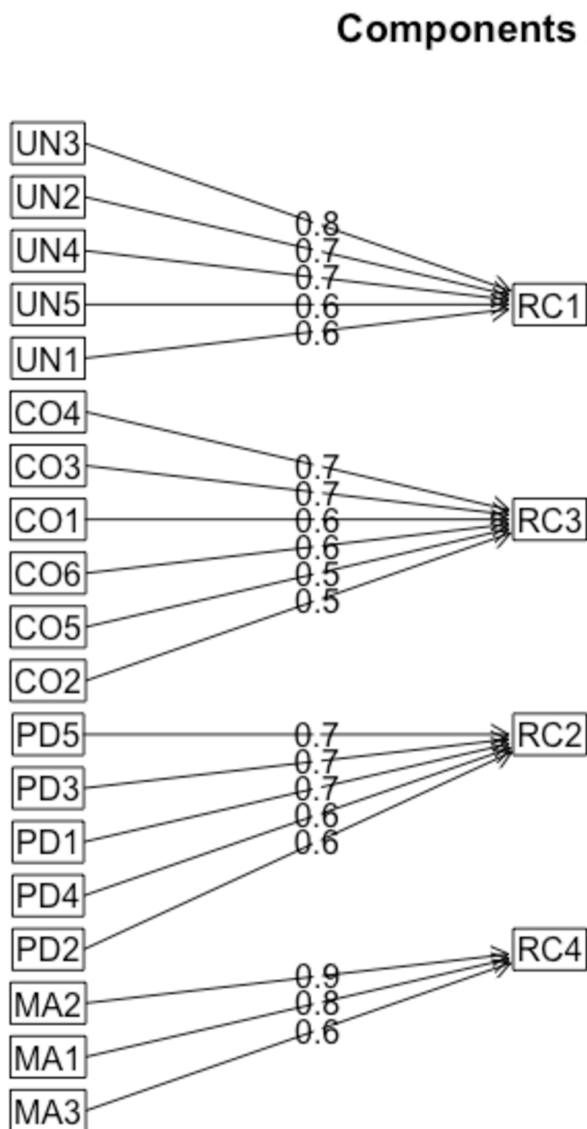 Components
UN3
UN2
UN4
UN5
UN1
0.8
0.7
0.7
0.6
0.6
RC1
CO4
CO3
CO1
CO6
CO5
CO2
0.7
0.7
0.6
0.6
0.5
0.5
RC3
PD5
PD3
PD1
PD4
PD2
0.7
0.7
0.7
0.6
0.6
RC2
MA2
MA1
MA3
0.9
0.8
0.6
RC4